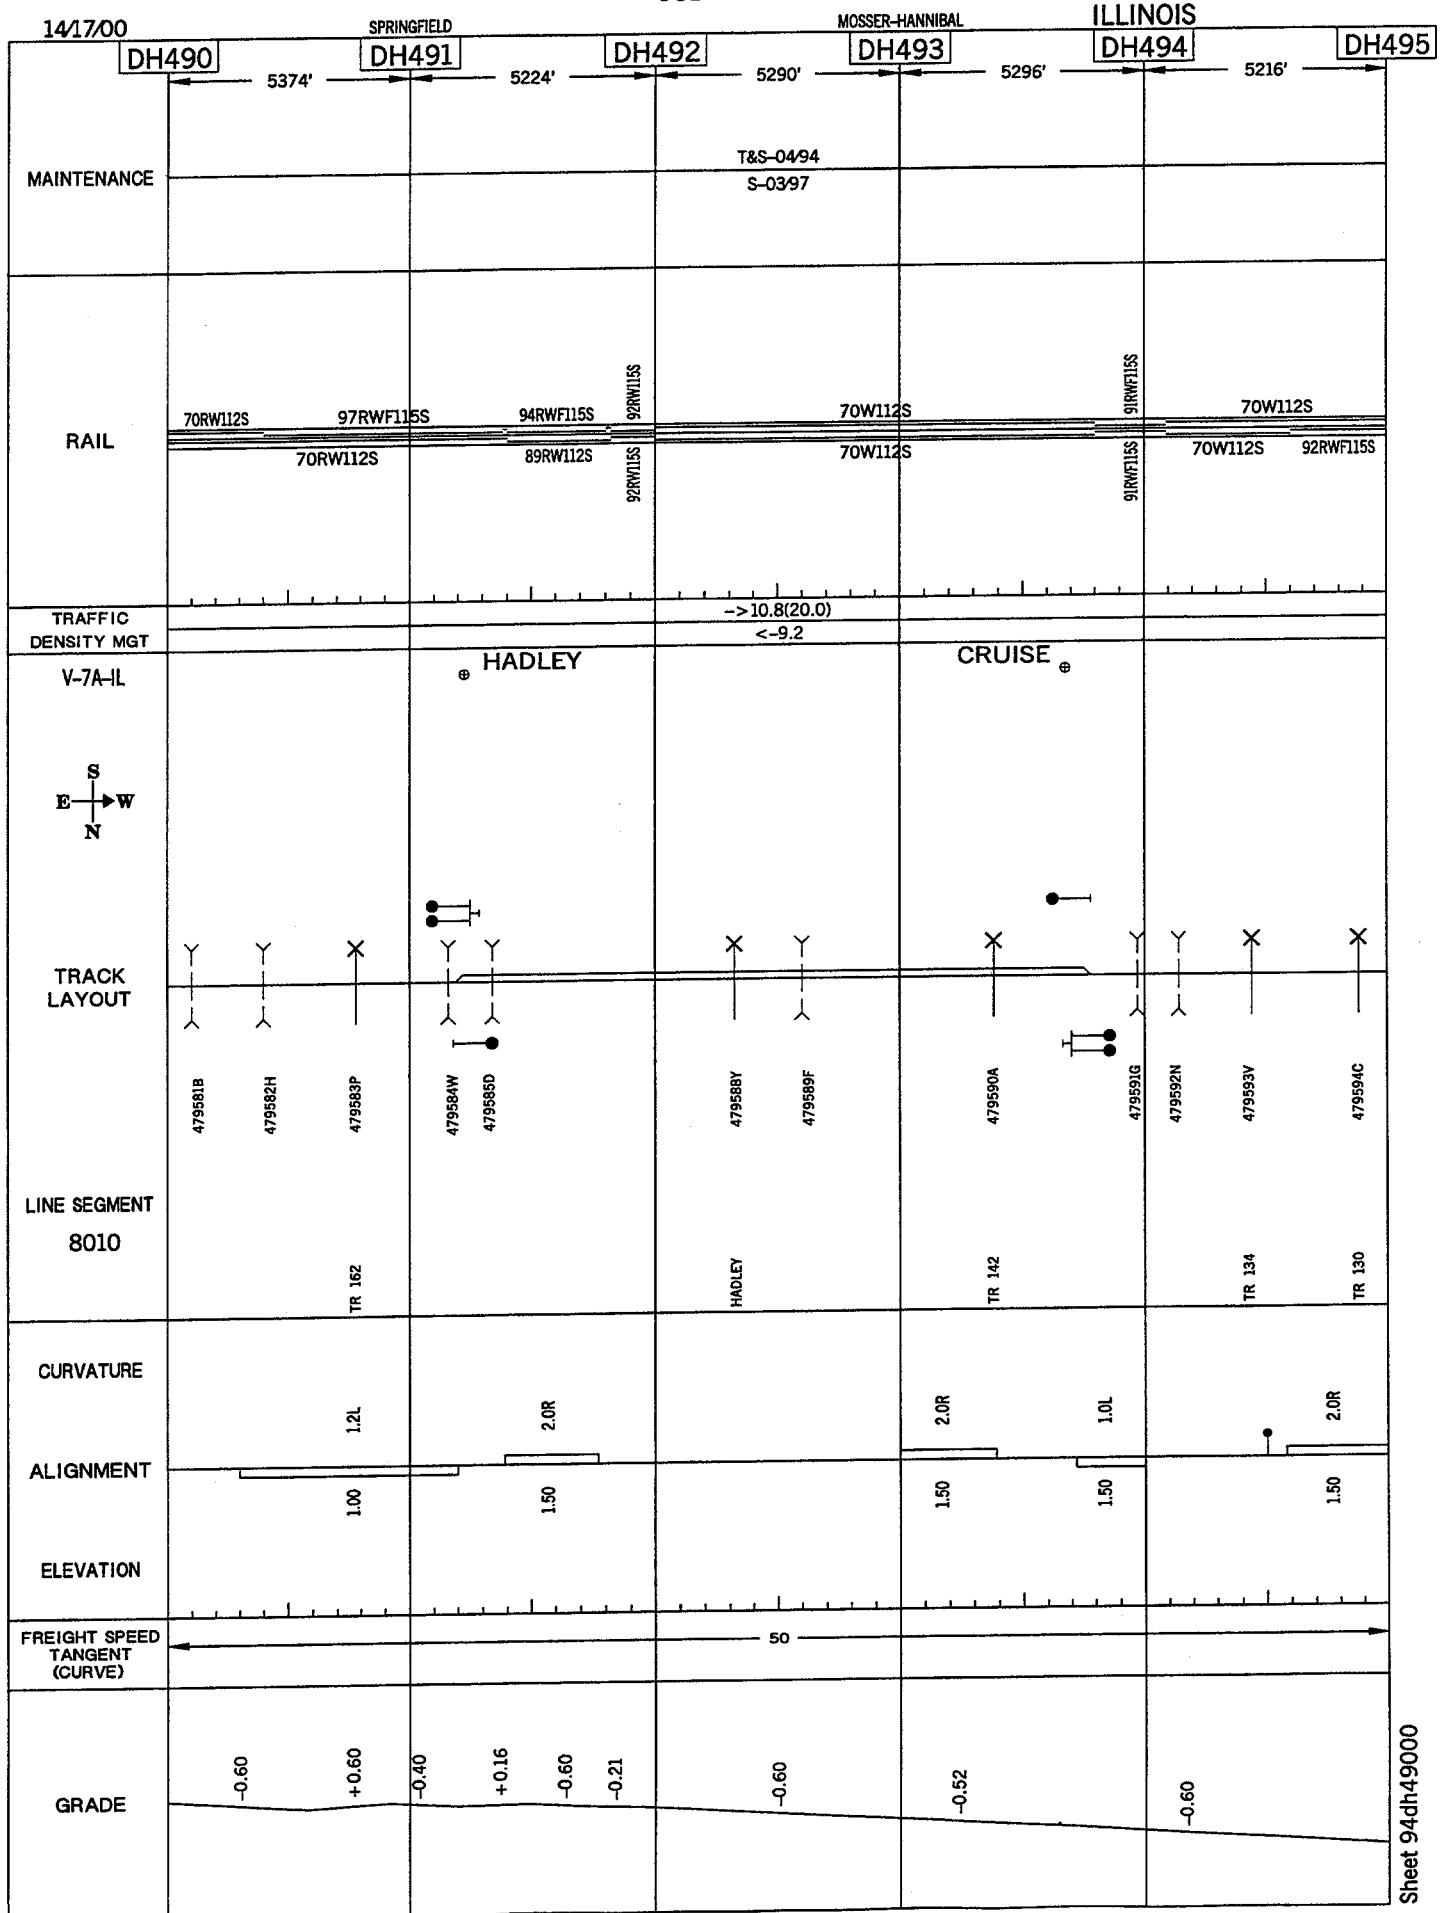 14/17/00
SPRINGFIELD
MOSSER-HANNIBAL
ILLINOIS
DH490
DH491
DH492
DH493
DH494
DH495
5374'
5224'
5290'
5296'
5216'
MAINTENANCE
T&S-04/94
S-03/97
RAIL
70RW112S
97RWF115S
94RWF115S
92RW115S
70W112S
91RWF115S
70W112S
70RW112S
89RW112S
92RW115S
70W112S
91RWF115S
70W112S
92RWF115S
TRAFFIC
DENSITY MGT
->10.8(20.0)
<-9.2
V-7A-IL
HADLEY
CRUISE
S
E
W
N
TRACK
LAYOUT
479581B
479582H
479583P
479584W
479585D
479588Y
479589F
479590A
479591G
479592N
479593V
479594C
LINE SEGMENT
8010
TR 162
HADLEY
TR 142
TR 134
TR 130
CURVATURE
1.2L
2.0R
2.0R
1.0L
2.0R
ALIGNMENT
1.00
1.50
1.50
1.50
1.50
ELEVATION
FREIGHT SPEED
TANGENT
(CURVE)
50
GRADE
-0.60
+0.60
-0.40
+0.16
-0.60
-0.21
-0.60
-0.52
-0.60
Sheet 94dh49000